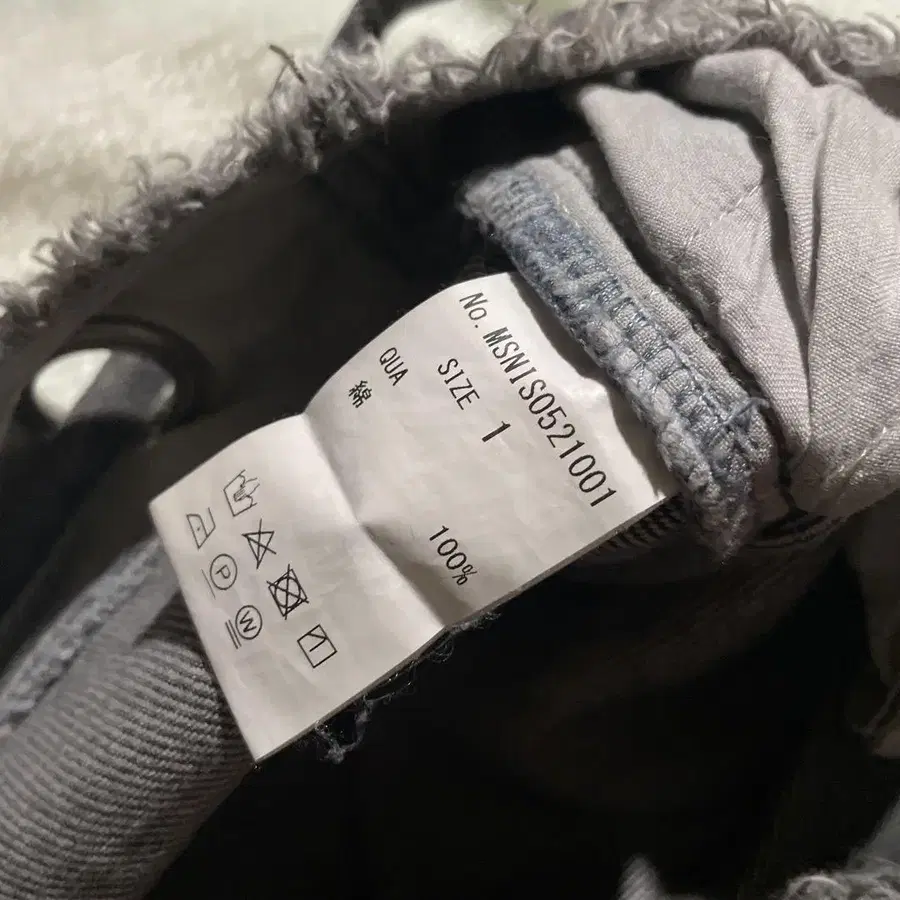 No. MSNIS0521001
SIZE 1
QUA
綿 100%
P
W